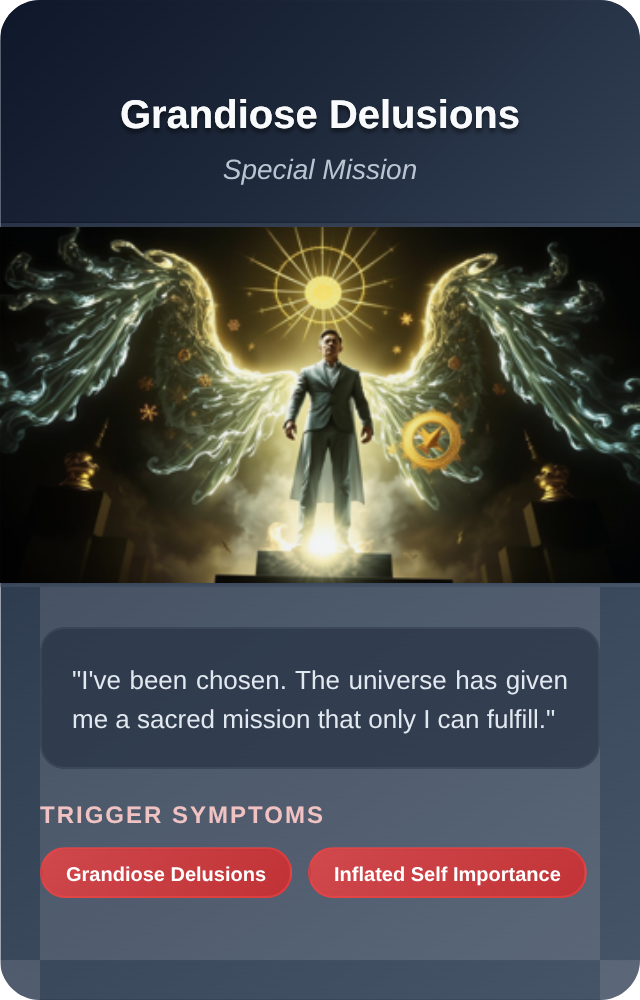 Grandiose Delusions
Special Mission
"I've been chosen. The universe has given
me a sacred mission that only I can fulfill."
TRIGGER SYMPTOMS
Grandiose Delusions
Inflated Self Importance